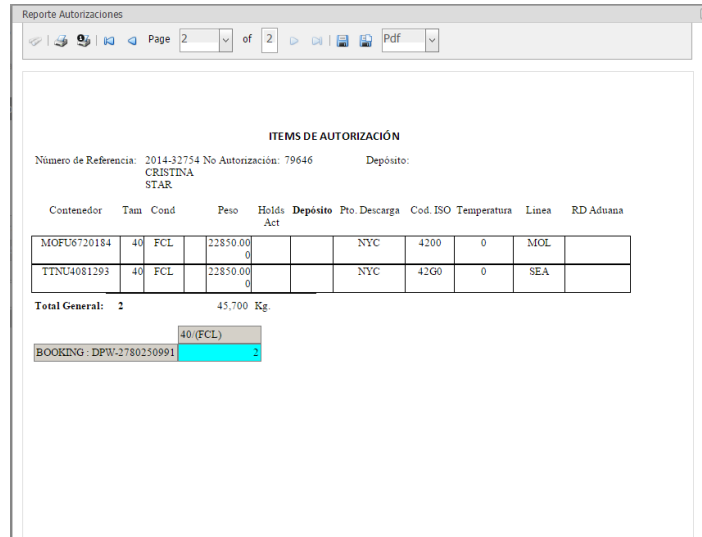 Reporte Autorizaciones
Page 2 of 2 Pdf
ITEMS DE AUTORIZACIÓN
Número de Referencia: 2014-32754 No Autorización: 79646 Depósito:
CRISTINA
STAR
Contenedor Tam Cond Peso Holds Depósito Pto. Descarga Cod. ISO Temperatura Linea RD Aduana
Act
MOFU6720184 40 FCL 22850.00 NYC 4200 0 MOL
0
TTNU4081293 40 FCL 22850.00 NYC 42G0 0 SEA
0
Total General: 2 45,700 Kg.
40/(FCL)
BOOKING : DPW-2780250991 2